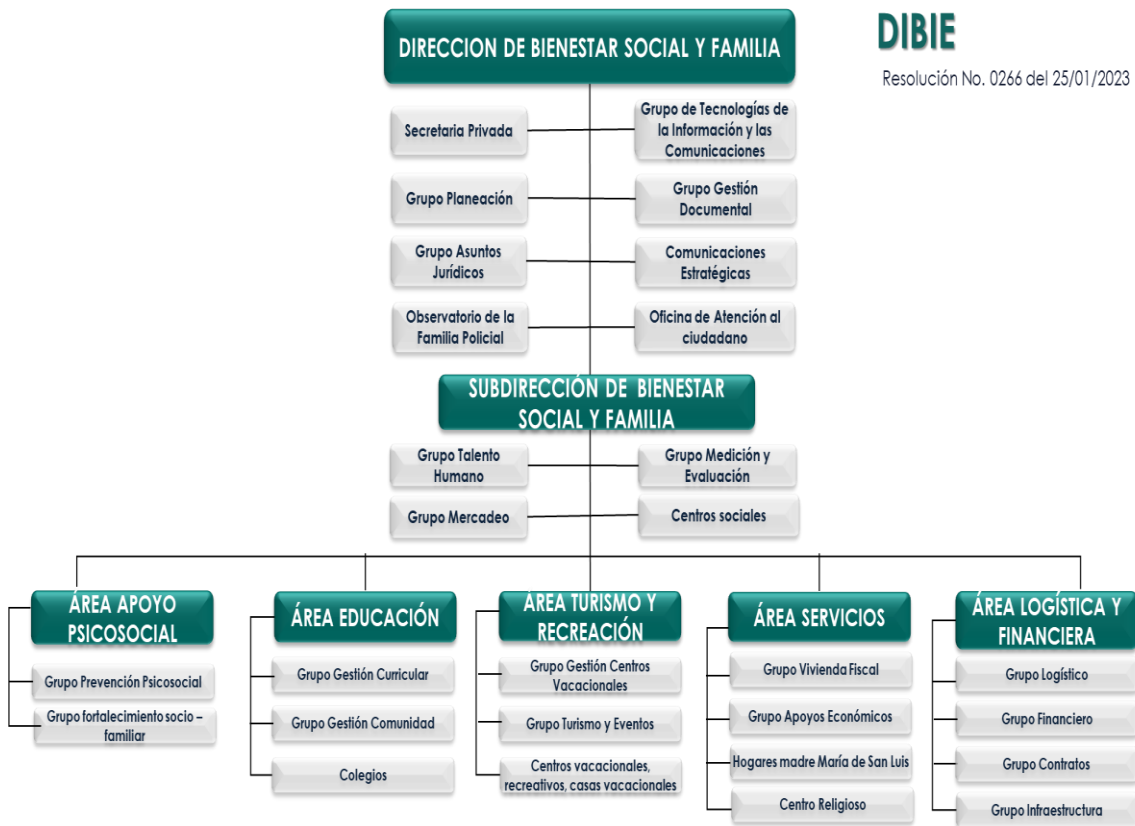 DIRECCION DE BIENESTAR SOCIAL Y FAMILIA
DIBIE
Resolución No. 0266 del 25/01/2023
Secretaria Privada
Grupo de Tecnologías de
la Información y las
Comunicaciones
Grupo Planeación
Grupo Gestión
Documental
Grupo Asuntos
Jurídicos
Comunicaciones
Estratégicas
Observatorio de la
Familia Policial
Oficina de Atención al
ciudadano
SUBDIRECCIÓN DE BIENESTAR
SOCIAL Y FAMILIA
Grupo Talento
Humano
Grupo Medición y
Evaluación
Grupo Mercadeo
Centros sociales
ÁREA APOYO
PSICOSOCIAL
Grupo Prevención Psicosocial
Grupo fortalecimiento socio –
familiar
ÁREA EDUCACIÓN
Grupo Gestión Curricular
Grupo Gestión Comunidad
Colegios
ÁREA TURISMO Y
RECREACIÓN
Grupo Gestión Centros
Vacacionales
Grupo Turismo y Eventos
Centros vacacionales,
recreativos, casas vacacionales
ÁREA SERVICIOS
Grupo Vivienda Fiscal
Grupo Apoyos Económicos
Hogares madre María de San Luis
Centro Religioso
ÁREA LOGÍSTICA Y
FINANCIERA
Grupo Logístico
Grupo Financiero
Grupo Contratos
Grupo Infraestructura